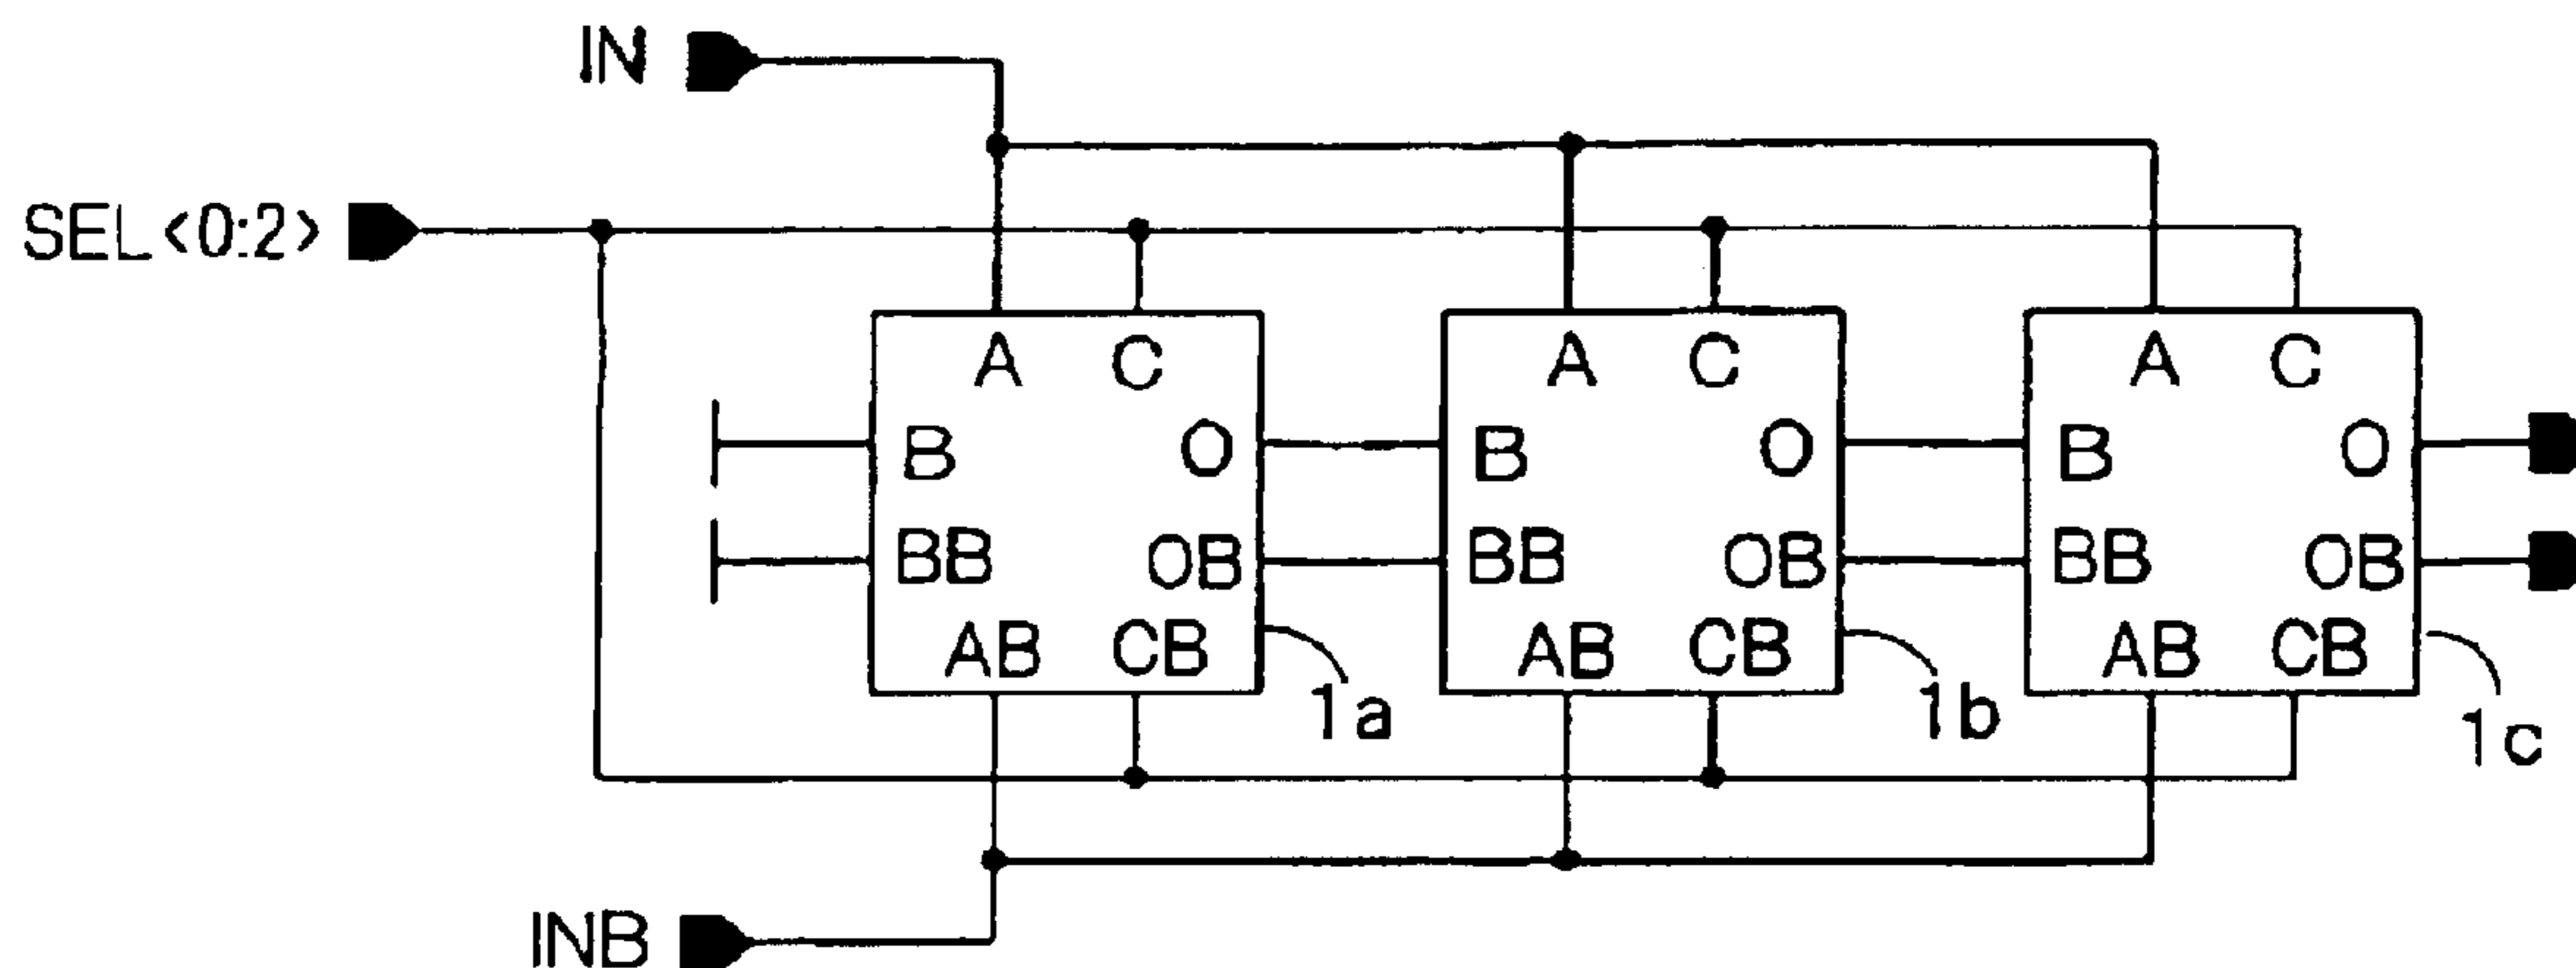 IN
SEL<0:2>
A C A C A C
B O B O B O
BB OB BB OB BB OB
AB CB AB CB AB CB
1a 1b 1c
INB